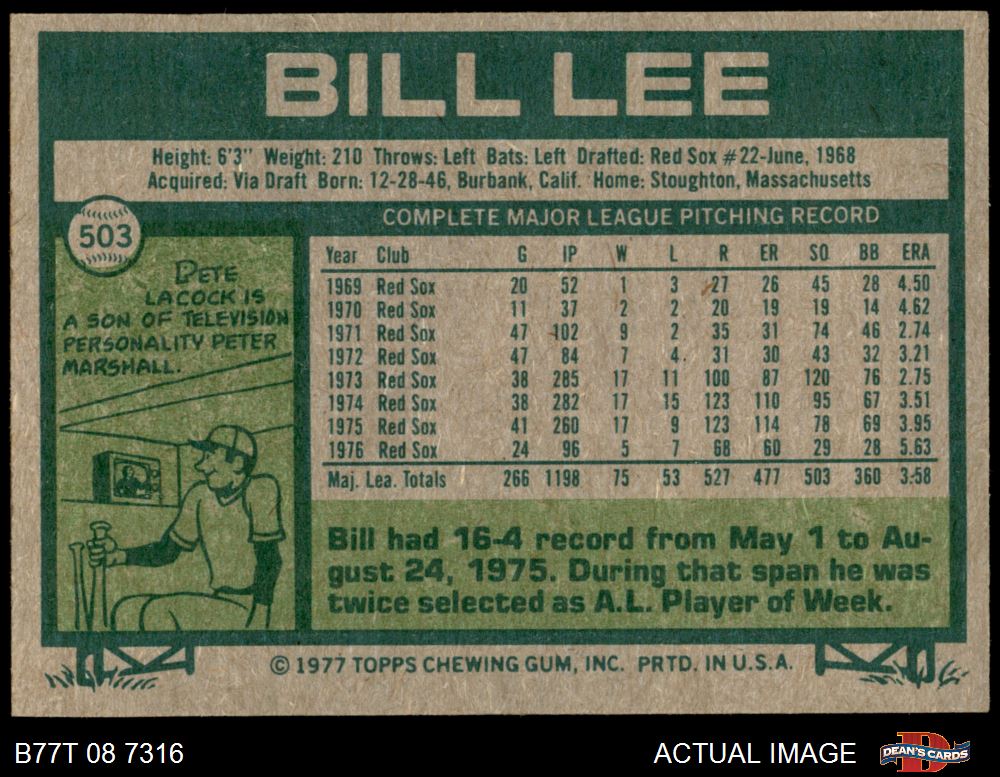 BILL LEE
Height: 6'3" Weight: 210 Throws: Left Bats: Left Drafted: Red Sox #22-June, 1968
Acquired: Via Draft Born: 12-28-46, Burbank, Calif. Home: Stoughton, Massachusetts
503
PETE
LACOCK IS
A SON OF TELEVISION
PERSONALITY PETER
MARSHALL.
COMPLETE MAJOR LEAGUE PITCHING RECORD
Year Club G IP W L R ER SO BB ERA
1969 Red Sox 20 52 1 3 27 26 45 28 4.50
1970 Red Sox 11 37 2 2 20 19 19 14 4.62
1971 Red Sox 47 102 9 2 35 31 74 46 2.74
1972 Red Sox 47 84 7 4 31 30 43 32 3.21
1973 Red Sox 38 285 17 11 100 87 120 76 2.75
1974 Red Sox 38 282 17 15 123 110 95 67 3.51
1975 Red Sox 41 260 17 9 123 114 78 69 3.95
1976 Red Sox 24 96 5 7 68 60 29 28 5.63
Maj. Lea. Totals 266 1198 75 53 527 477 503 360 3.58
Bill had 16-4 record from May 1 to Au-
gust 24, 1975. During that span he was
twice selected as A.L. Player of Week.
© 1977 TOPPS CHEWING GUM, INC. PRTD. IN U.S.A.
B77T 08 7316
ACTUAL IMAGE
DEAN'S CARDS